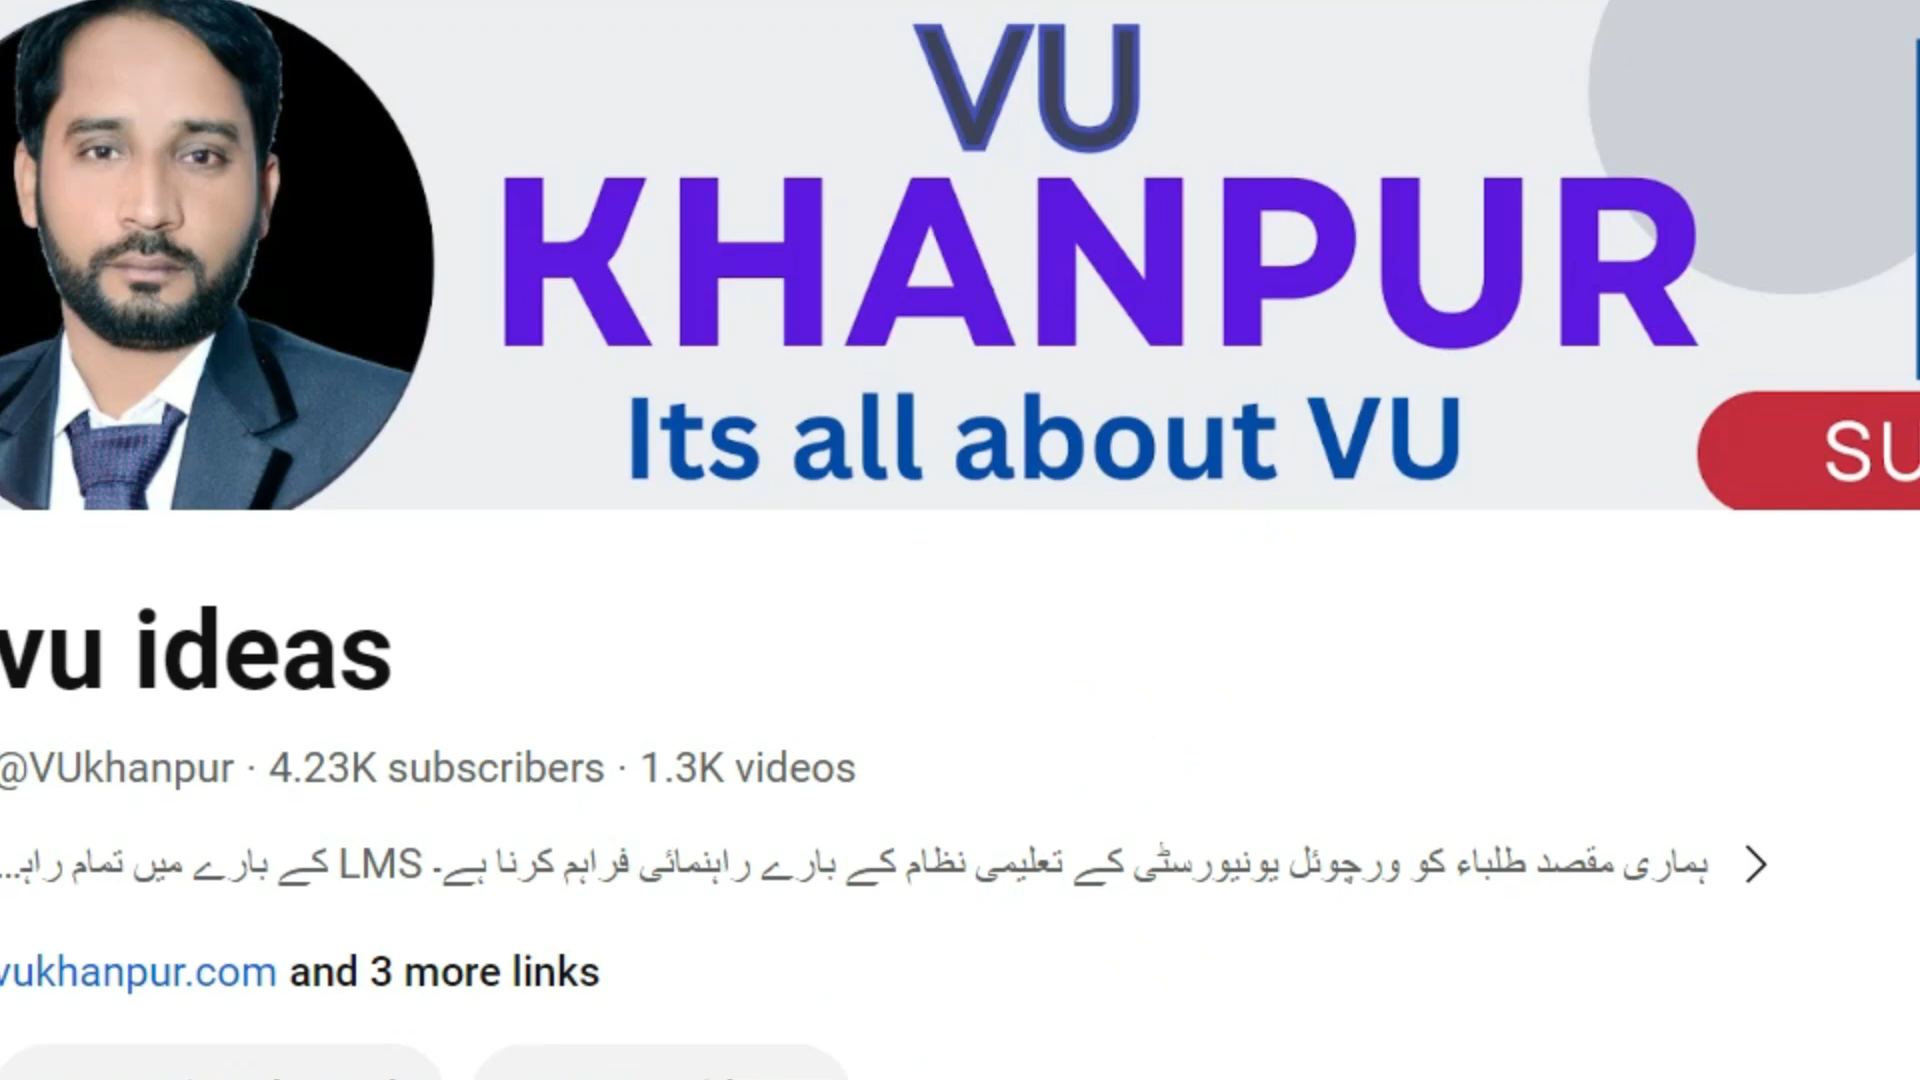 VU
KHANPUR
Its all about VU
SU
vu ideas
@VUkhanpur · 4.23K subscribers · 1.3K videos
ہماری مقصد طلباء کو ورچوئل یونیورسٹی کے تعلیمی نظام کے بارے راہنمائی فراہم کرنا ہے۔ LMS کے بارے میں تمام راہ...
vukhanpur.com and 3 more links